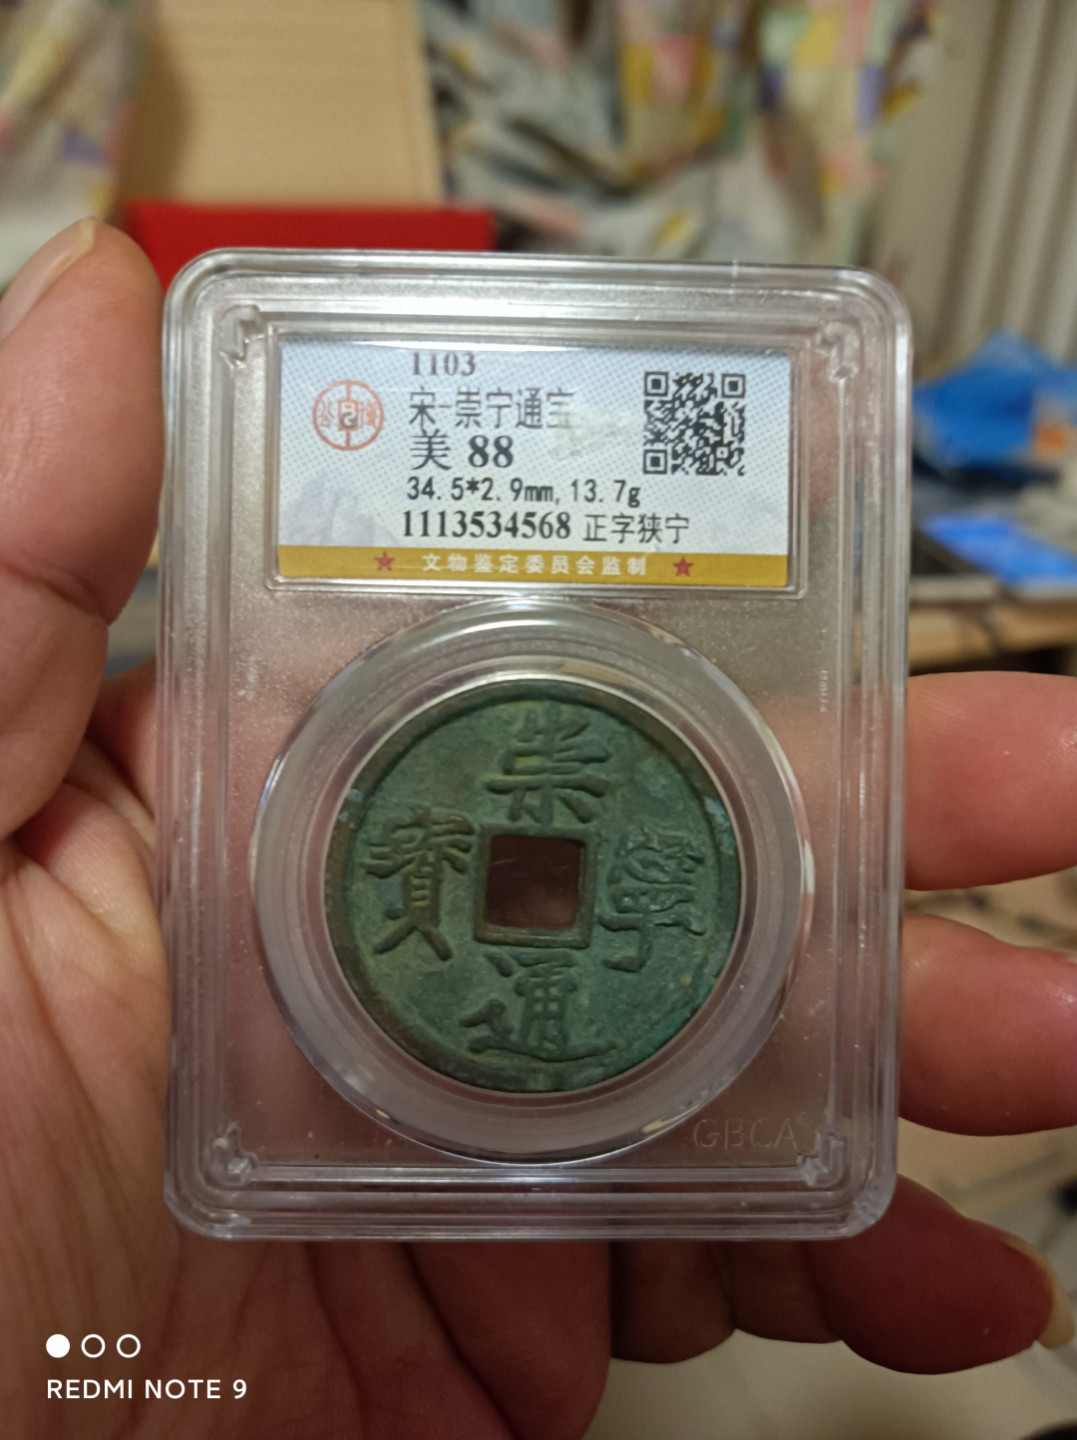 1103
宋-崇宁通宝
美 88
34.5*2.9mm,13.7g
1113534568 正字狭宁
★ 文物鉴定委员会监制 ★
崇
寶 寧
通
GBCA
REDMI NOTE 9